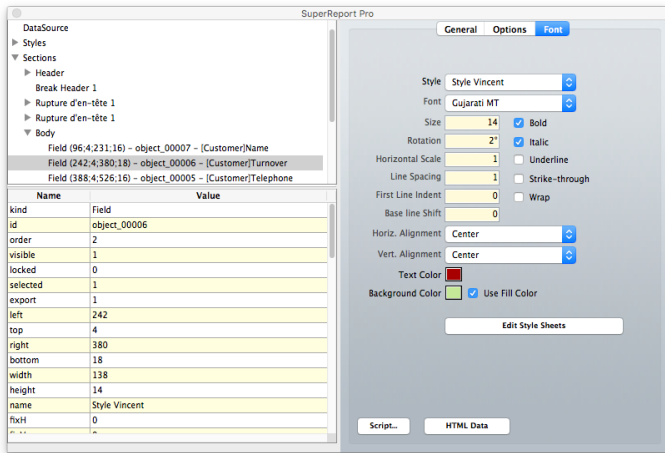 SuperReport Pro
DataSource
Styles
Sections
Header
Break Header 1
Rupture d'en-tête 1
Rupture d'en-tête 1
Body
Field (96;4;231;16) – object_00007 – [Customer]Name
Field (242;4;380;18) – object_00006 – [Customer]Turnover
Field (388;4;526;16) – object_00005 – [Customer]Telephone
Name Value
kind Field
id object_00006
order 2
visible 1
locked 0
selected 1
export 1
left 242
top 4
right 380
bottom 18
width 138
height 14
name Style Vincent
fixH 0
General Options Font
Style Style Vincent
Font Gujarati MT
Size 14 Bold
Rotation 2° Italic
Horizontal Scale 1 Underline
Line Spacing 1 Strike-through
First Line Indent 0 Wrap
Base line Shift 0
Horiz. Alignment Center
Vert. Alignment Center
Text Color
Background Color Use Fill Color
Edit Style Sheets
Script... HTML Data